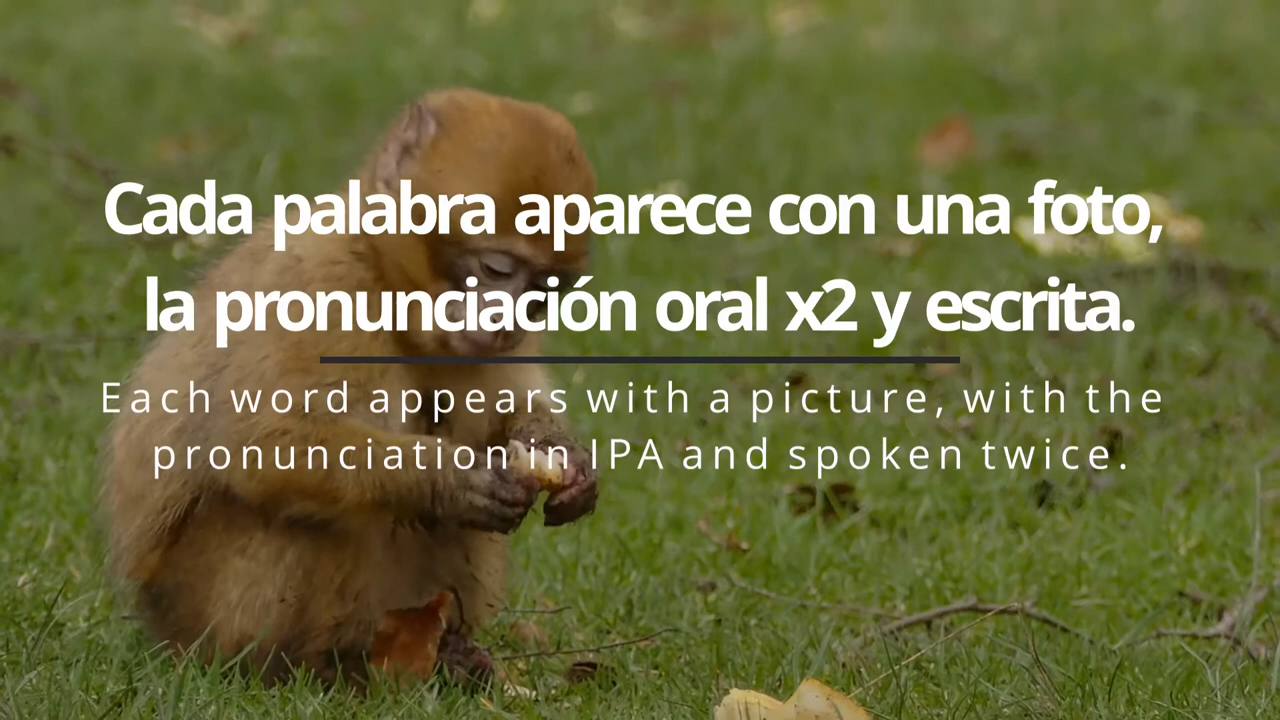 Cada palabra aparece con una foto,
la pronunciación oral x2 y escrita.
Each word appears with a picture, with the
pronunciation in IPA and spoken twice.